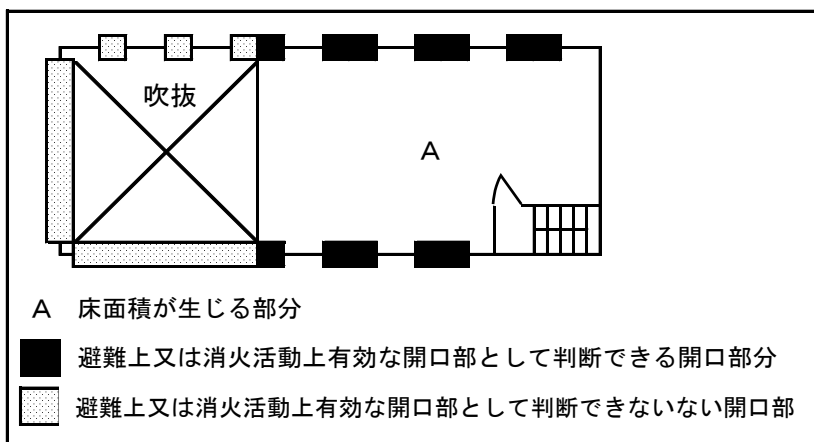 吹抜
A
A 床面積が生じる部分
避難上又は消火活動上有効な開口部として判断できる開口部分
避難上又は消火活動上有効な開口部として判断できないない開口部